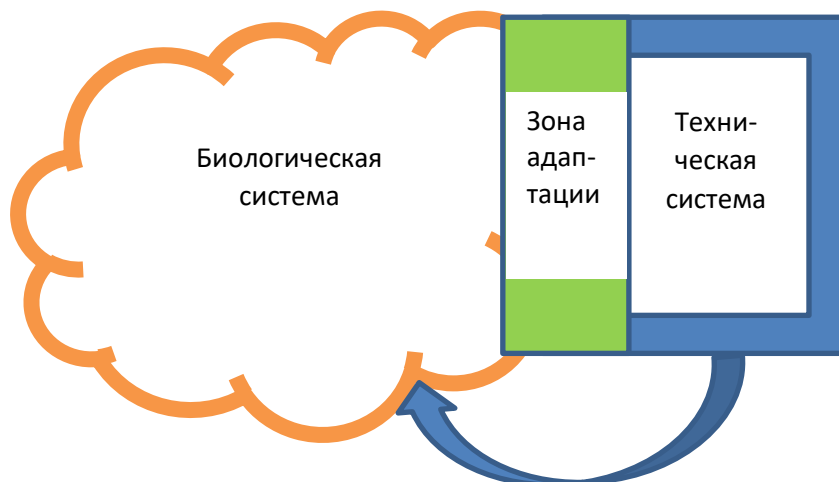 Биологическая
система
Зона
адап-
тации
Техни-
ческая
система